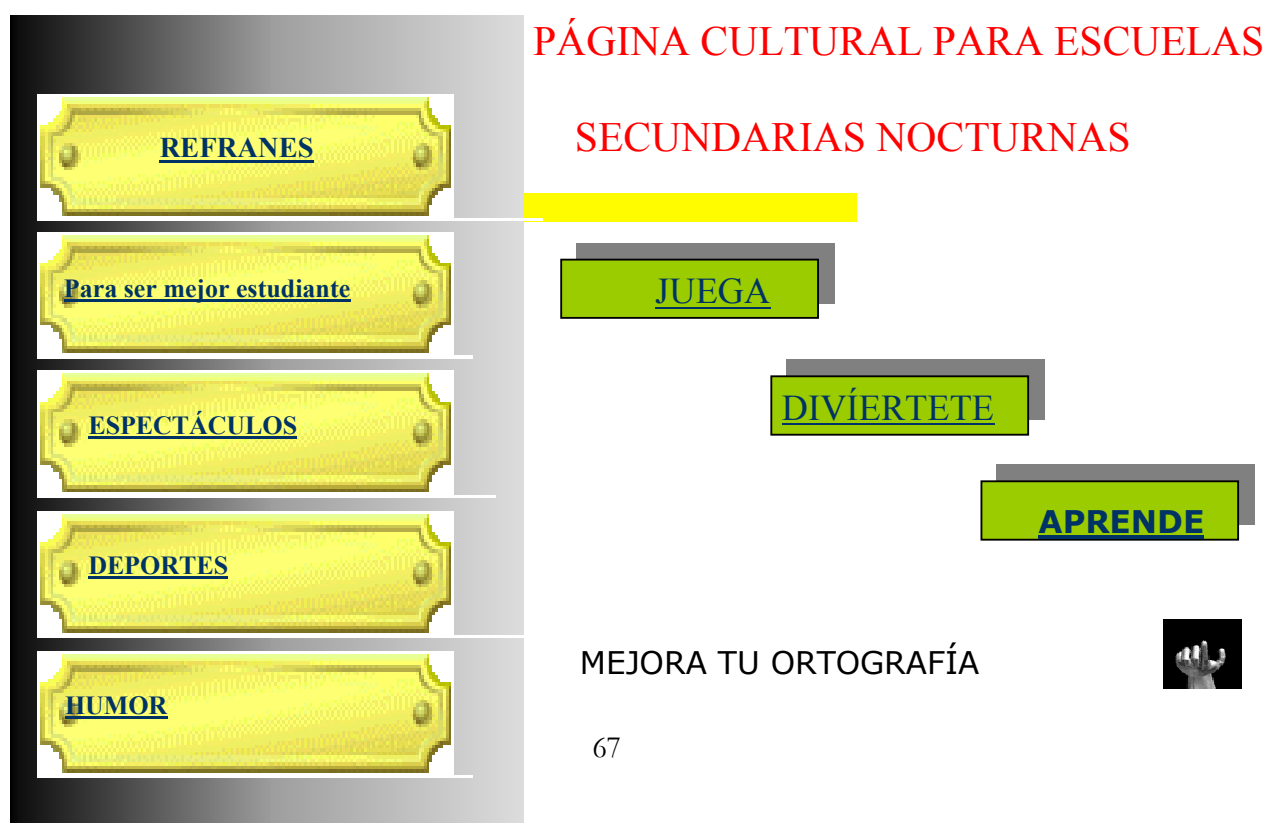 PÁGINA CULTURAL PARA ESCUELAS
SECUNDARIAS NOCTURNAS
REFRANES
Para ser mejor estudiante
ESPECTÁCULOS
DEPORTES
HUMOR
JUEGA
DIVÍERTETE
APRENDE
MEJORA TU ORTOGRAFÍA
67